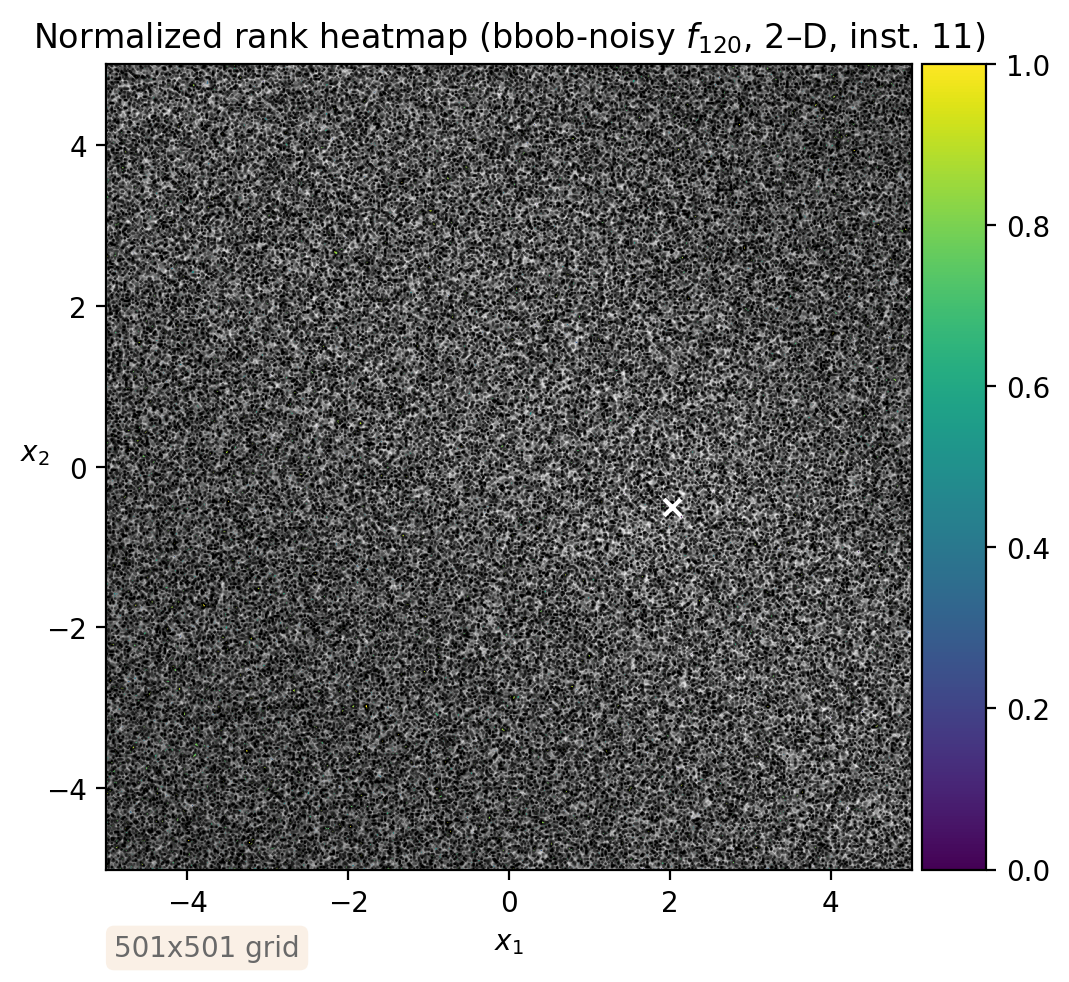 Normalized rank heatmap (bbob-noisy f120, 2–D, inst. 11)
1.0
0.8
0.6
0.4
0.2
0.0
4
2
0
−2
−4
x2
−4 −2 0 2 4
x1
501x501 grid